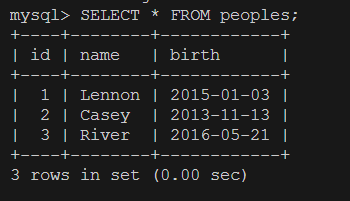 mysql> SELECT * FROM peoples;
+----+--------+------------+
| id | name   | birth      |
+----+--------+------------+
|  1 | Lennon | 2015-01-03 |
|  2 | Casey  | 2013-11-13 |
|  3 | River  | 2016-05-21 |
+----+--------+------------+
3 rows in set (0.00 sec)